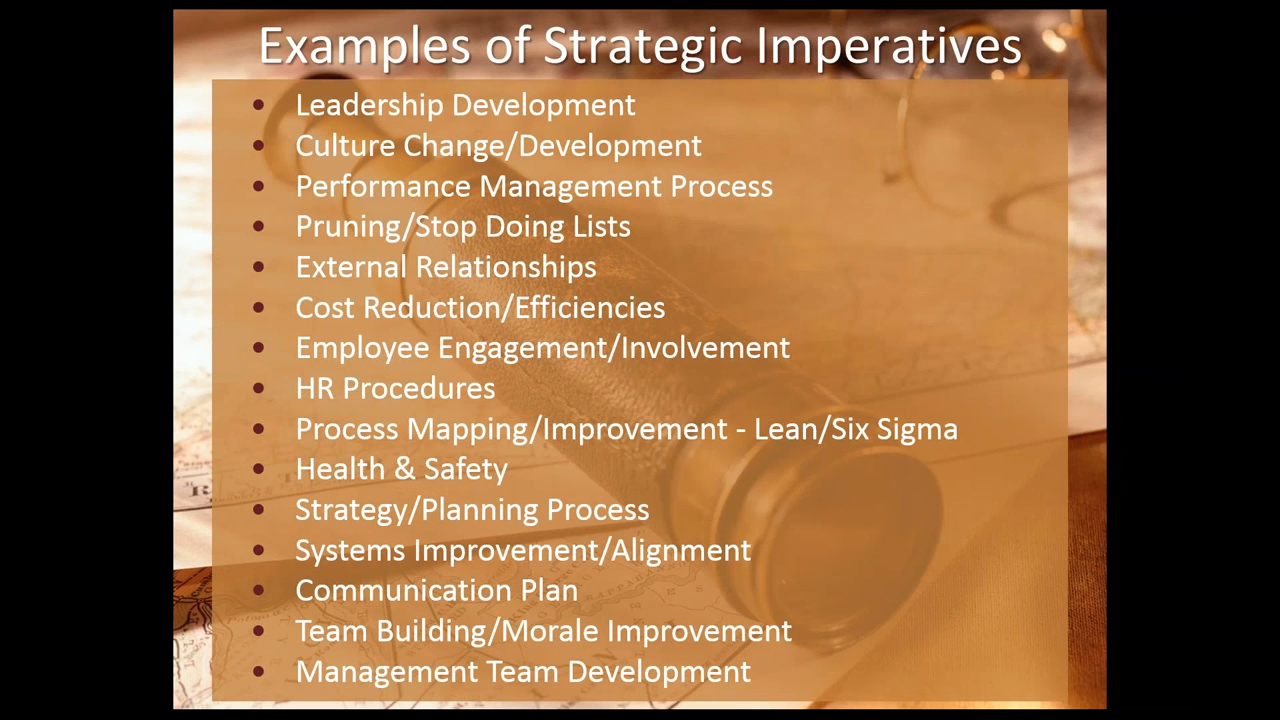 Examples of Strategic Imperatives
• Leadership Development
• Culture Change/Development
• Performance Management Process
• Pruning/Stop Doing Lists
• External Relationships
• Cost Reduction/Efficiencies
• Employee Engagement/Involvement
• HR Procedures
• Process Mapping/Improvement - Lean/Six Sigma
• Health & Safety
• Strategy/Planning Process
• Systems Improvement/Alignment
• Communication Plan
• Team Building/Morale Improvement
• Management Team Development